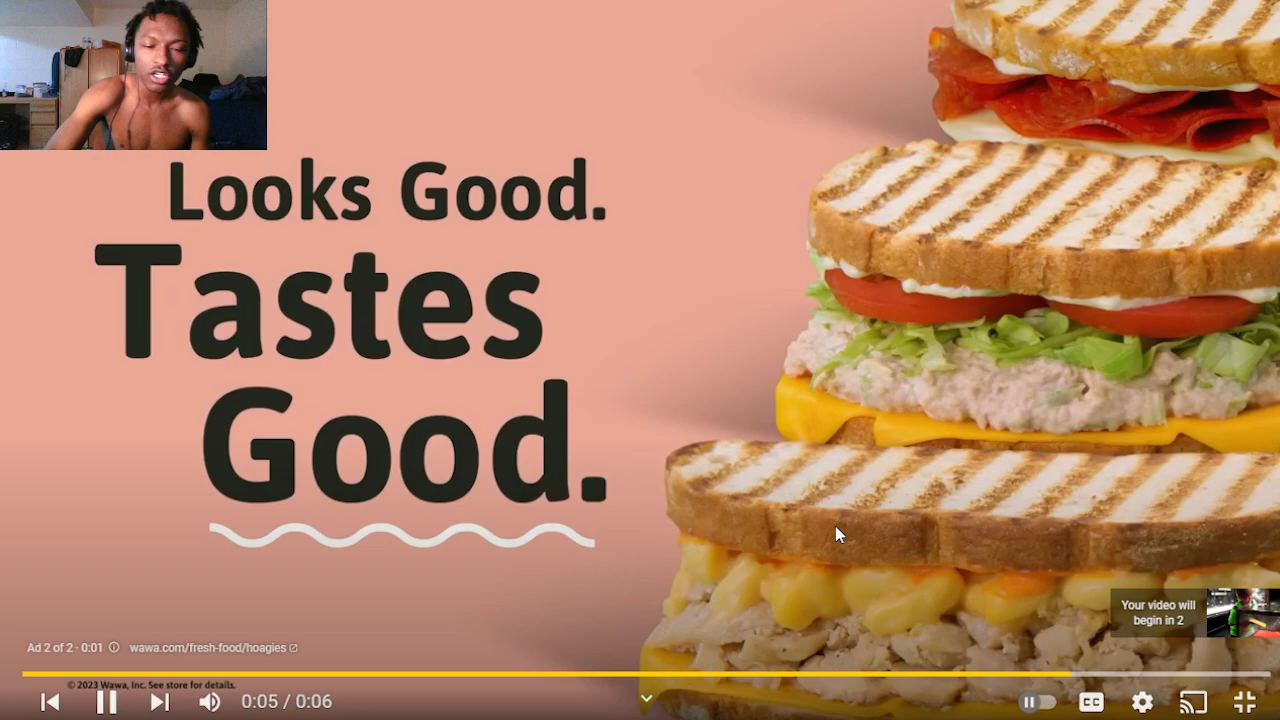 Looks Good.
Tastes
Good.
Your video will
begin in 2
Ad 2 of 2 · 0:01
wawa.com/fresh-food/hoagies
© 2023 Wawa, Inc. See store for details.
0:05 / 0:06
CC